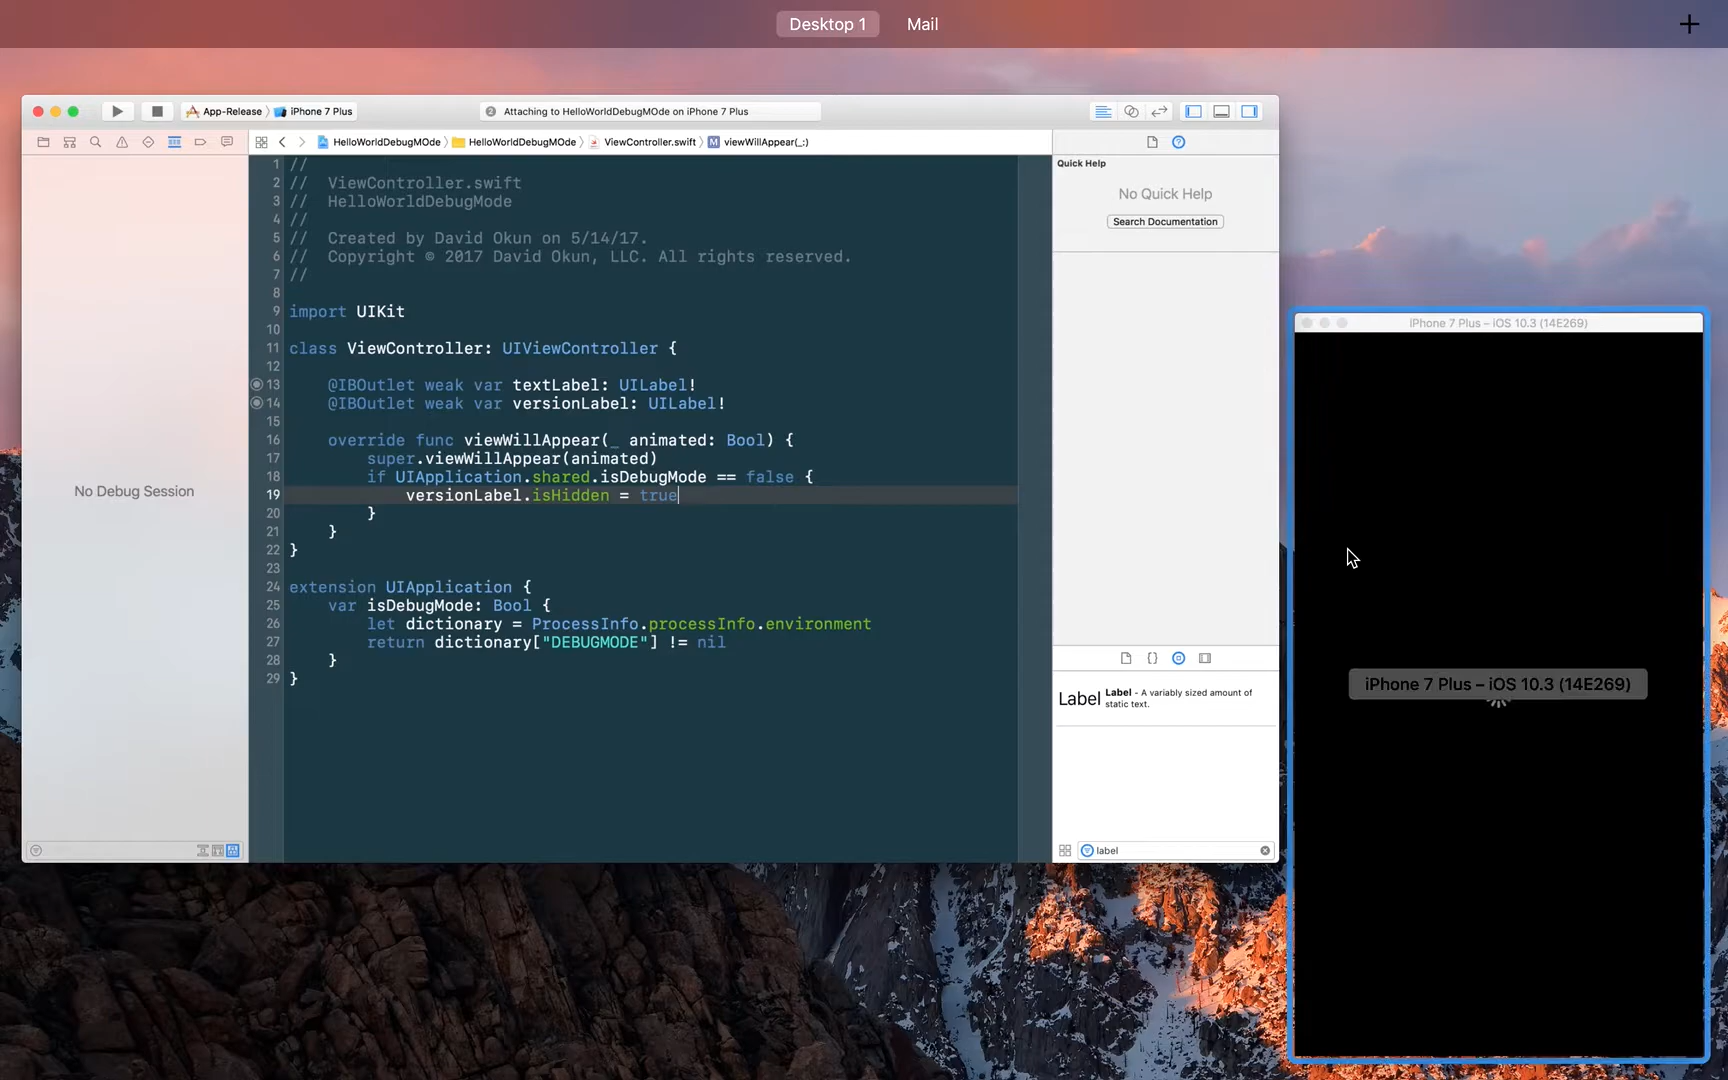 Desktop 1
Mail
App-Release
iPhone 7 Plus
2 Attaching to HelloWorldDebugMOde on iPhone 7 Plus
HelloWorldDebugMOde
HelloWorldDebugMOde
ViewController.swift
M viewWillAppear(_:)
No Debug Session
1 //
2 // ViewController.swift
3 // HelloWorldDebugMode
4 //
5 // Created by David Okun on 5/14/17.
6 // Copyright © 2017 David Okun, LLC. All rights reserved.
7 //
8
9 import UIKit
10
11 class ViewController: UIViewController {
12
13 @IBOutlet weak var textLabel: UILabel!
14 @IBOutlet weak var versionLabel: UILabel!
15
16 override func viewWillAppear(_ animated: Bool) {
17 super.viewWillAppear(animated)
18 if UIApplication.shared.isDebugMode == false {
19 versionLabel.isHidden = true
20 }
21 }
22 }
23
24 extension UIApplication {
25 var isDebugMode: Bool {
26 let dictionary = ProcessInfo.processInfo.environment
27 return dictionary["DEBUGMODE"] != nil
28 }
29 }
Quick Help
No Quick Help
Search Documentation
Label
Label - A variably sized amount of
static text.
label
iPhone 7 Plus – iOS 10.3 (14E269)
iPhone 7 Plus – iOS 10.3 (14E269)